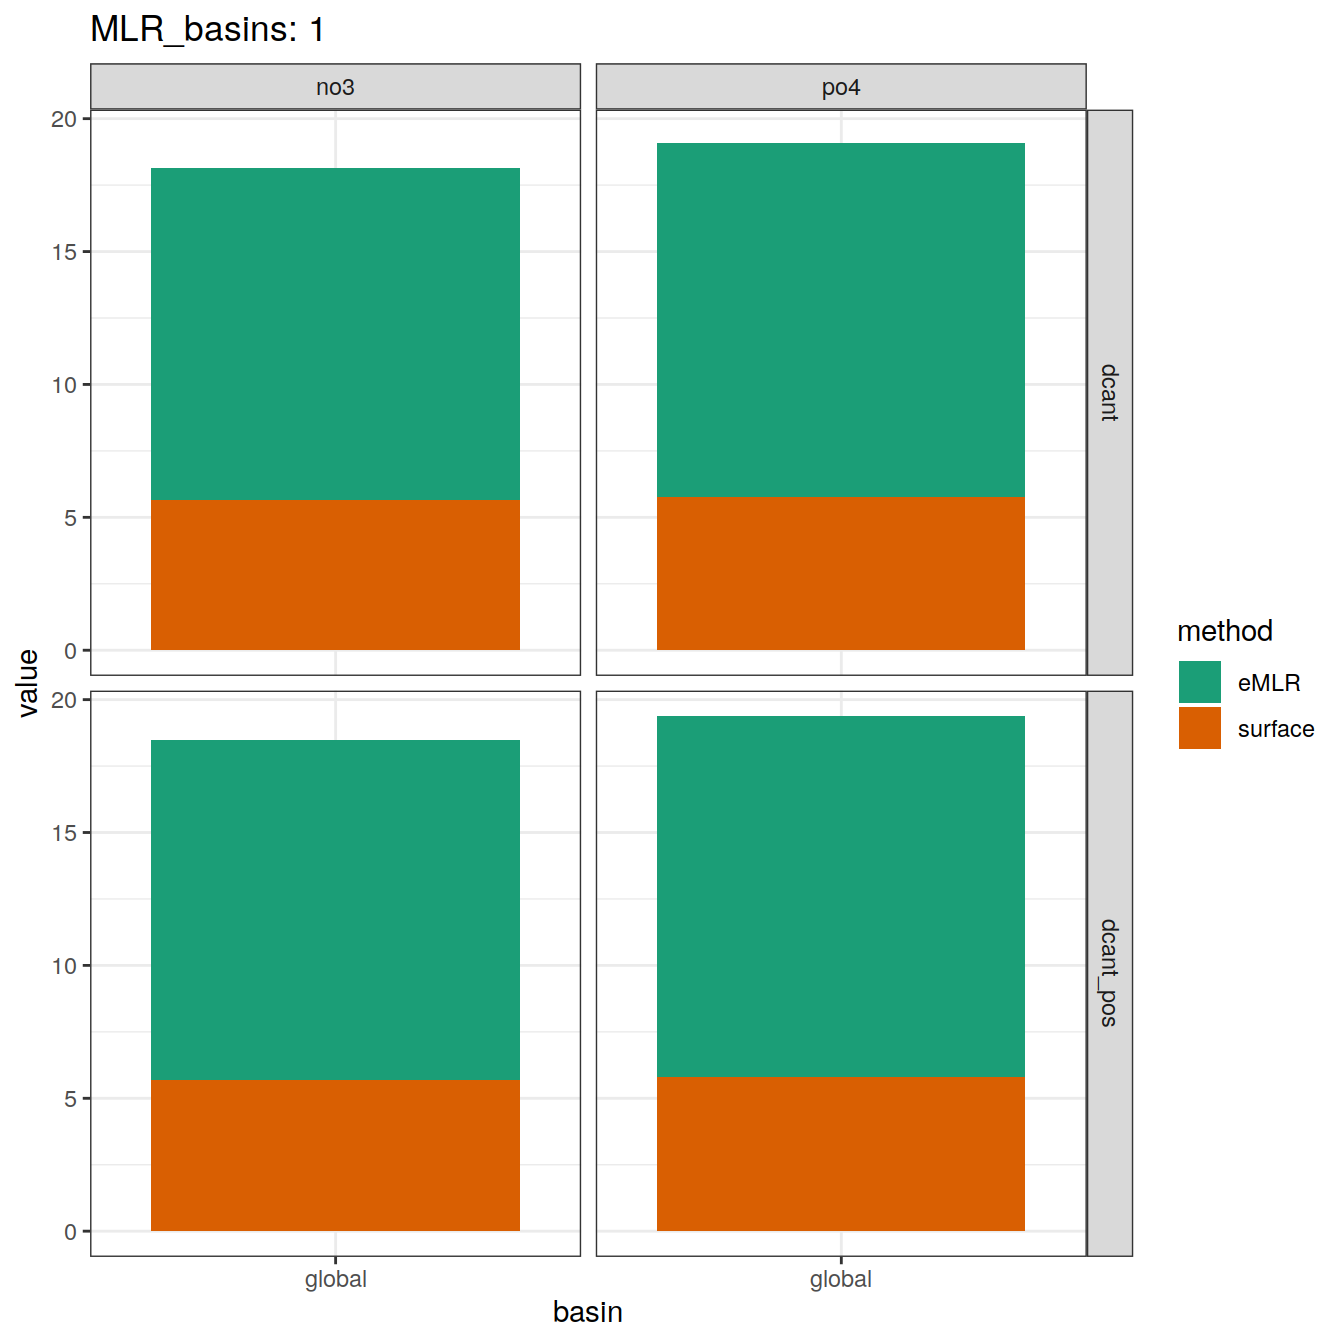 MLR_basins: 1
no3
po4
20
15
10
5
0
dcant
20
15
10
5
0
dcant_pos
value
global
global
basin
method
eMLR
surface